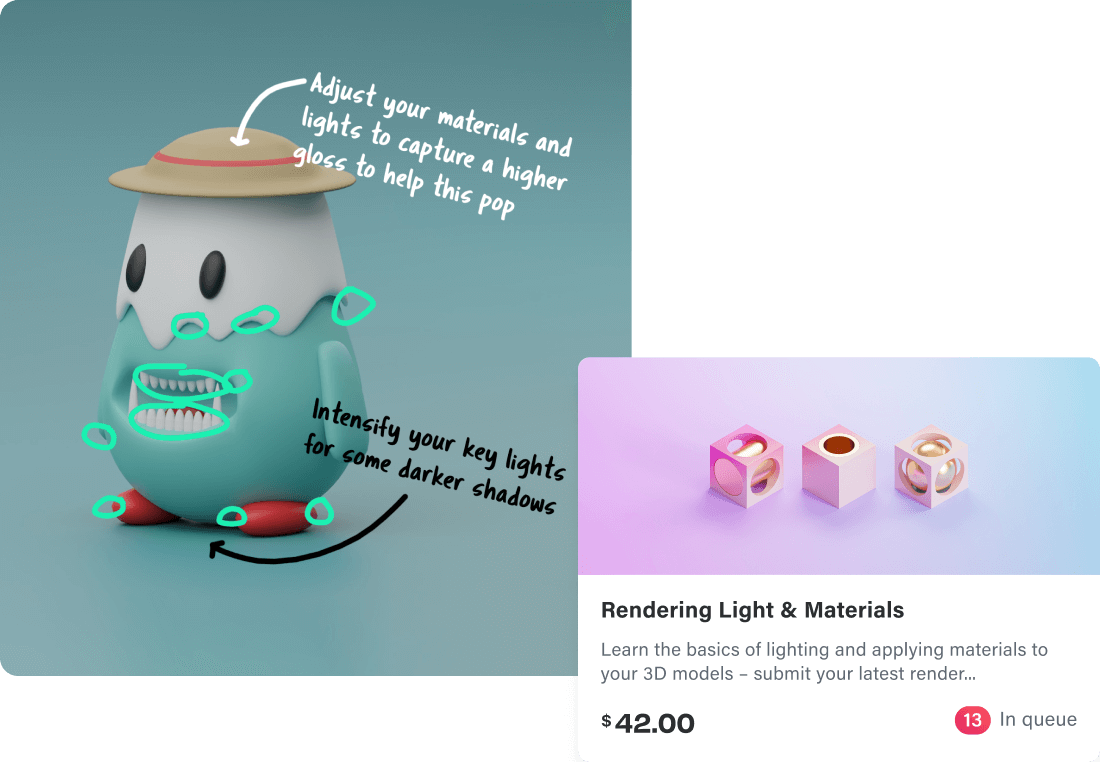 Adjust your materials and
lights to capture a higher
gloss to help this pop
Intensify your key lights
for some darker shadows
Rendering Light & Materials
Learn the basics of lighting and applying materials to
your 3D models – submit your latest render...
$42.00
13 In queue